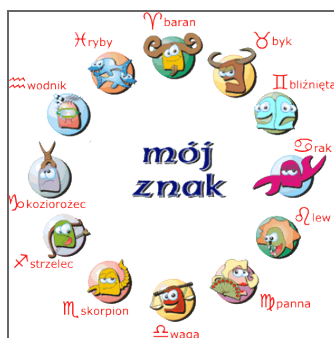 ♈baran
♓ryby
♉byk
♒wodnik
♊bliźnięta
mój
znak
♋rak
♑koziorożec
♌lew
♐strzelec
♏skorpion
♍panna
♎waga